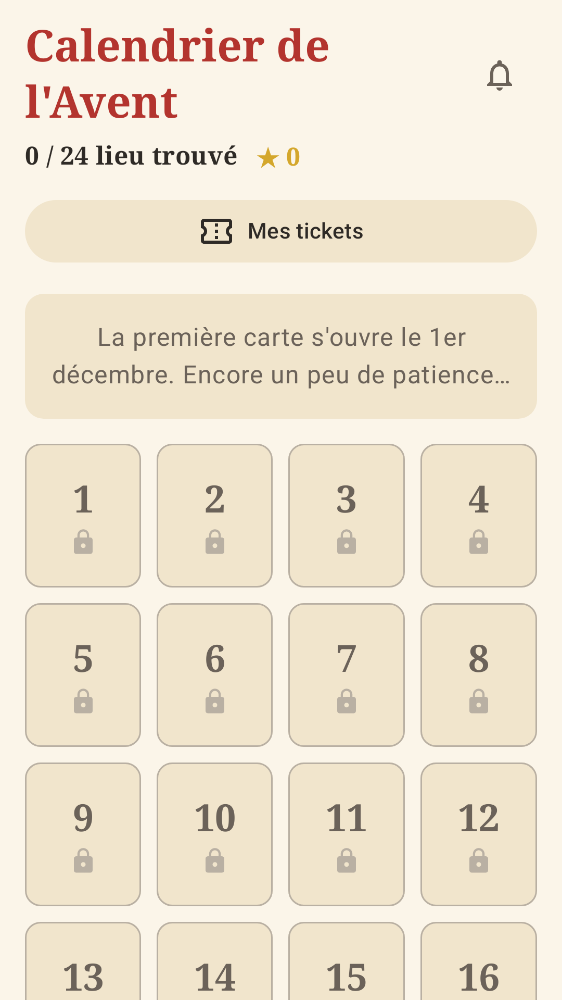 Calendrier de
l'Avent
0 / 24 lieu trouvé ★ 0
Mes tickets
La première carte s'ouvre le 1er
décembre. Encore un peu de patience…
1 2 3 4
5 6 7 8
9 10 11 12
13 14 15 16